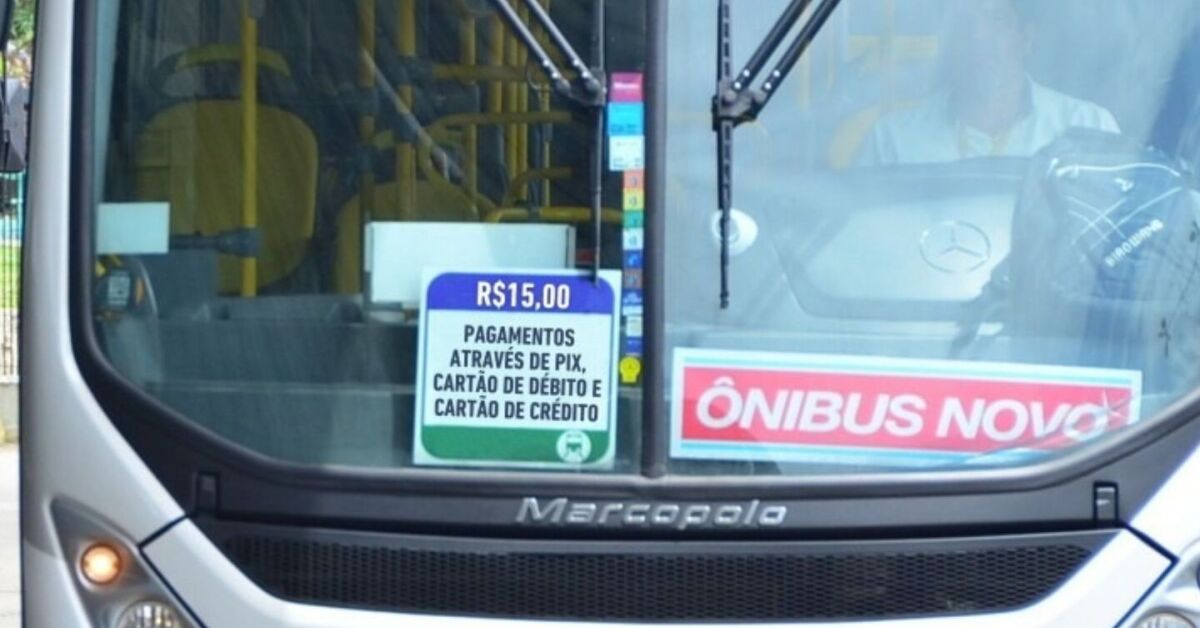 R$15,00
PAGAMENTOS
ATRAVÉS DE PIX,
CARTÃO DE DÉBITO E
CARTÃO DE CRÉDITO
ÔNIBUS NOVO
Marcopolo